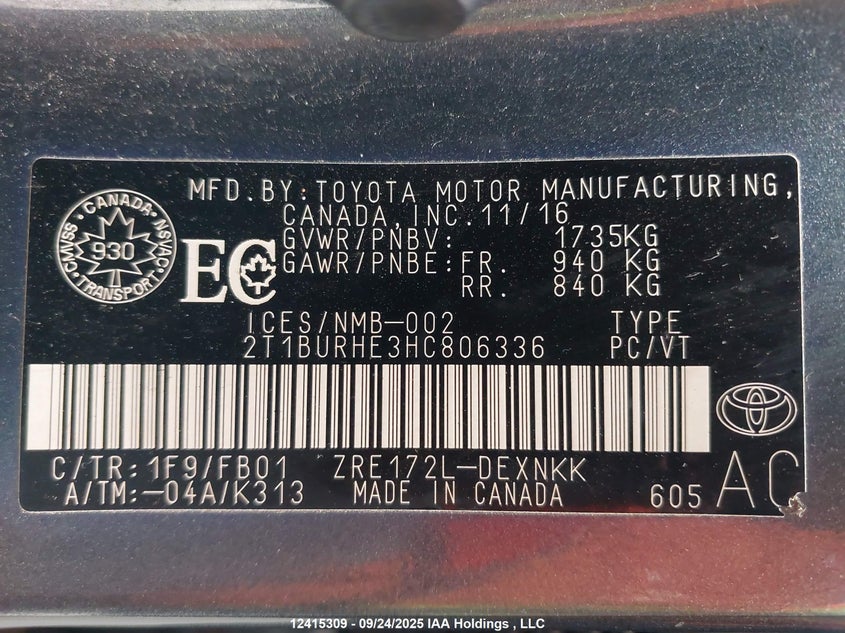 MFD.BY:TOYOTA MOTOR MANUFACTURING,
CANADA,INC.11/16
GVWR/PNBV: 1735KG
GAWR/PNBE:FR. 940 KG
RR. 840 KG
CANADA
CMVSS
930
NSVAC
TRANSPORT
EC
ICES/NMB-002 TYPE
2T1BURHE3HC806336 PC/VT
C/TR:1F9/FB01 ZRE172L-DEXNKK
A/TM:-04A/K313 MADE IN CANADA 605 AC
12415309 - 09/24/2025 IAA Holdings , LLC